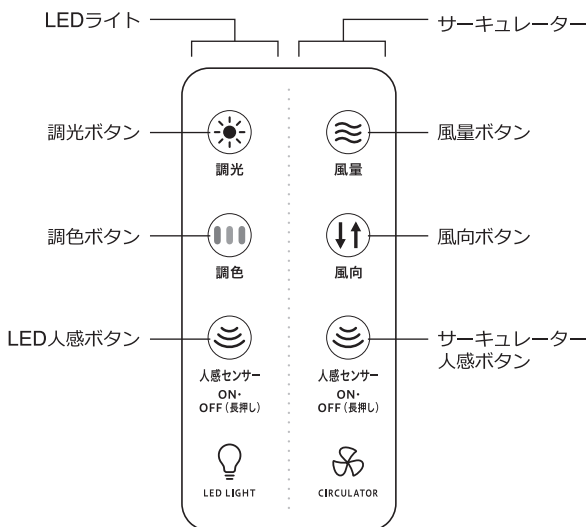 LEDライト
サーキュレーター
調光ボタン
調光
風量
風量ボタン
調色ボタン
調色
風向
風向ボタン
LED人感ボタン
人感センサー
ON・
OFF（長押し）
人感センサー
ON・
OFF（長押し）
サーキュレーター
人感ボタン
LED LIGHT
CIRCULATOR